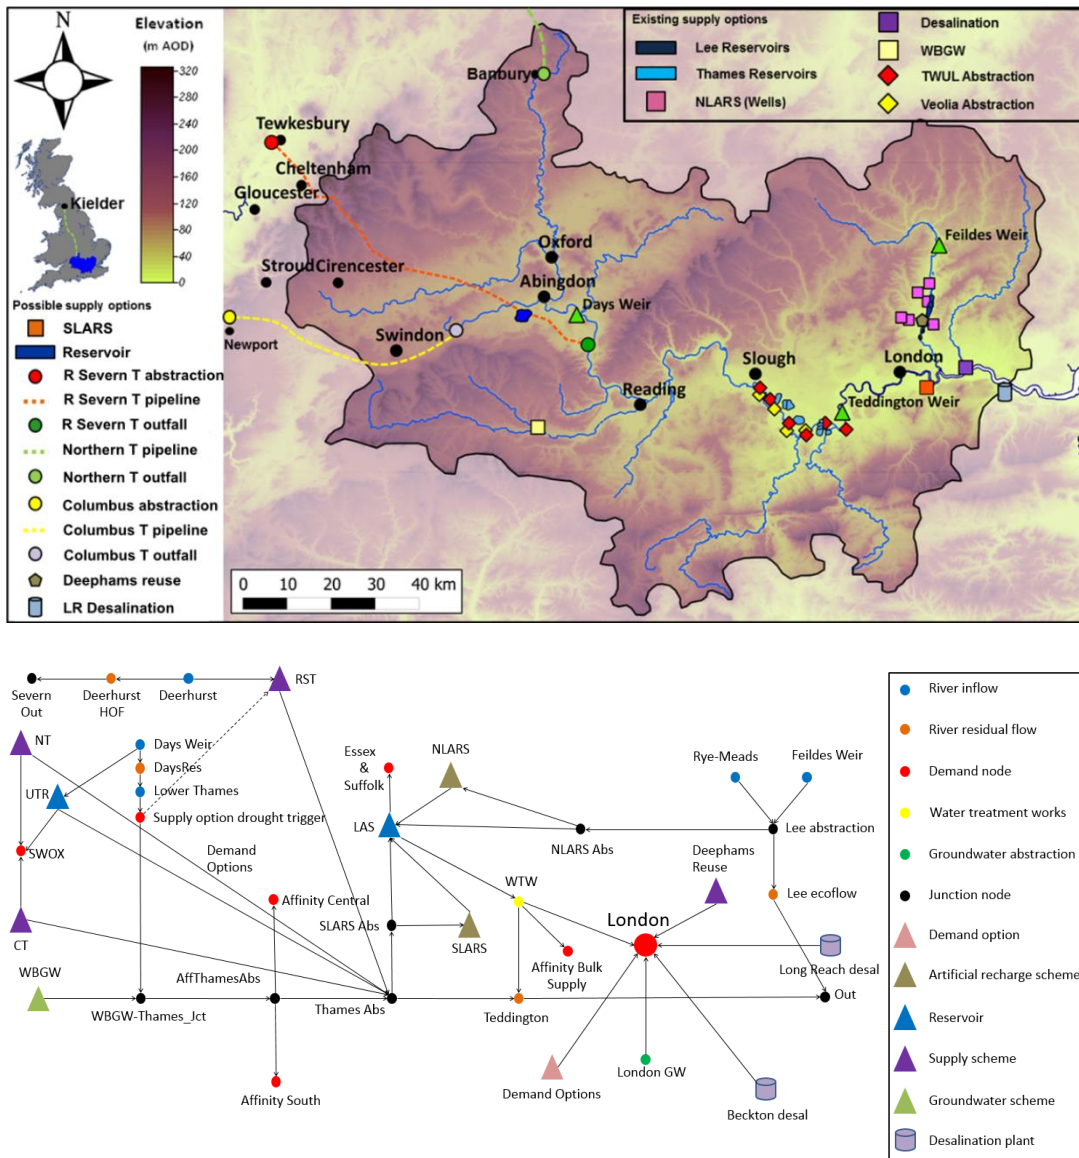 N
Kielder
Elevation
(m AOD)
320
280
240
200
160
120
80
40
0
Possible supply options
SLARS
Reservoir
R Severn T abstraction
R Severn T pipeline
R Severn T outfall
Northern T pipeline
Northern T outfall
Columbus abstraction
Columbus T pipeline
Columbus T outfall
Deephams reuse
LR Desalination
Existing supply options
Lee Reservoirs
Thames Reservoirs
NLARS (Wells)
Desalination
WBGW
TWUL Abstraction
Veolia Abstraction
Banbury
Tewkesbury
Cheltenham
Gloucester
Stroud
Cirencester
Oxford
Abingdon
Days Weir
Swindon
Newport
Reading
Slough
London
Feildes Weir
Teddington Weir
0 10 20 30 40 km
Severn
Out
Deerhurst
HOF
Deerhurst
RST
NT
Days Weir
DaysRes
UTR
Lower Thames
Supply option drought trigger
SWOX
Demand
Options
CT
WBGW
AffThamesAbs
WBGW-Thames_Jct
Affinity Central
Affinity South
Thames Abs
Essex
&
Suffolk
NLARS
LAS
NLARS Abs
SLARS Abs
SLARS
WTW
Affinity Bulk
Supply
Teddington
Rye-Meads
Feildes Weir
Lee abstraction
Deephams
Reuse
Lee ecoflow
London
Long Reach desal
Out
Demand Options
London GW
Beckton desal
River inflow
River residual flow
Demand node
Water treatment works
Groundwater abstraction
Junction node
Demand option
Artificial recharge scheme
Reservoir
Supply scheme
Groundwater scheme
Desalination plant